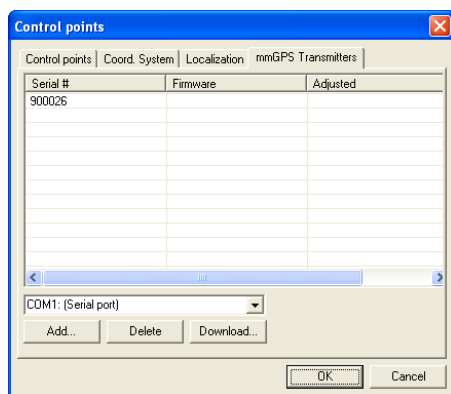 Control points
Control points Coord. System Localization mmGPS Transmitters
Serial # Firmware Adjusted
900026
COM1: (Serial port)
Add... Delete Download...
OK Cancel